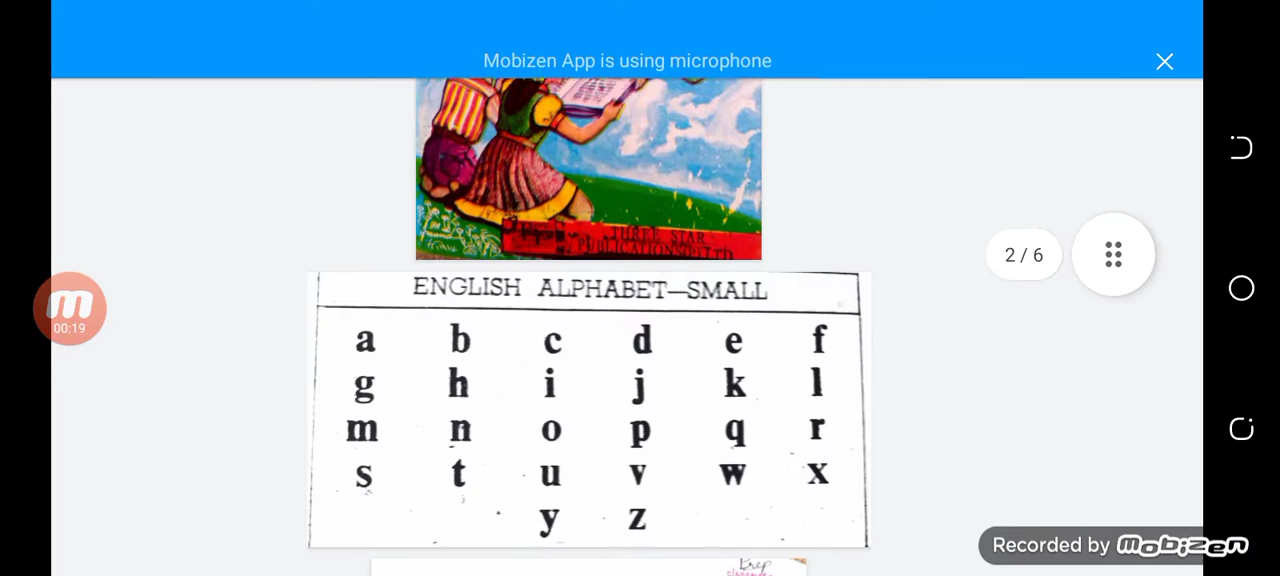 Mobizen App is using microphone
THREE STAR
PUBLICATIONS(P)LTD
2 / 6
00:19
ENGLISH ALPHABET—SMALL
a b c d e f
g h i j k l
m n o p q r
s t u v w x
y z
Prep
Recorded by mobizen